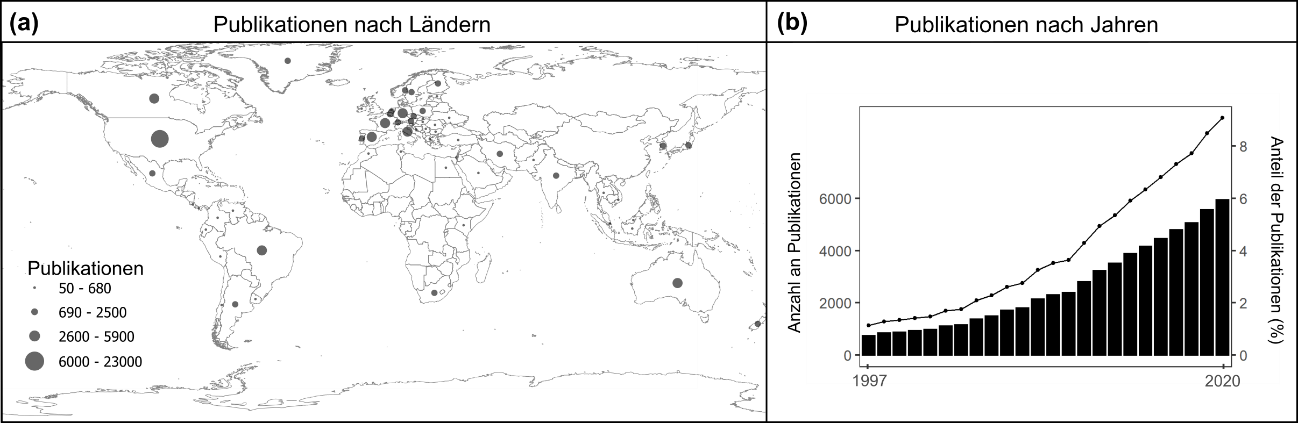 (a) Publikationen nach Ländern
Publikationen
50 - 680
690 - 2500
2600 - 5900
6000 - 23000
(b) Publikationen nach Jahren
Anzahl an Publikationen
6000
4000
2000
0
8
6
4
2
0
Anteil der Publikationen (%)
1997 2020